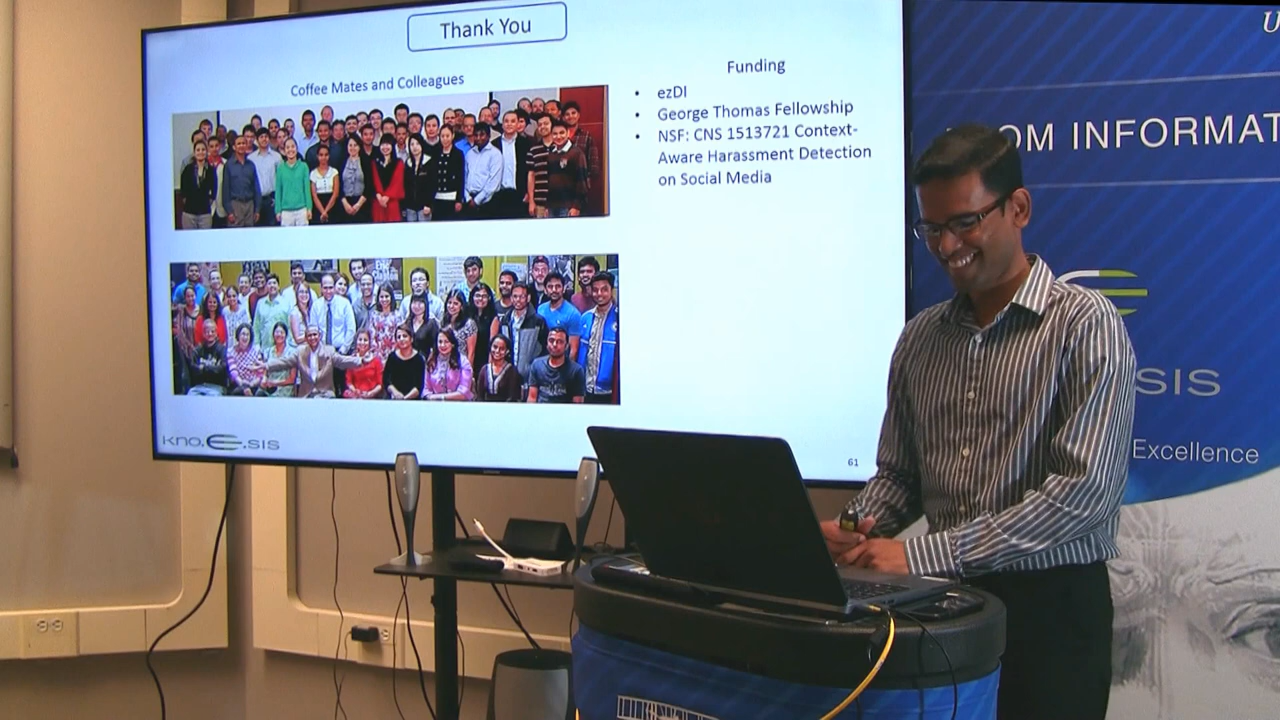 Thank You
Coffee Mates and Colleagues
Funding
• ezDI
• George Thomas Fellowship
• NSF: CNS 1513721 Context-
Aware Harassment Detection
on Social Media
kno.e.sis
61
OM INFORMAT
SIS
Excellence